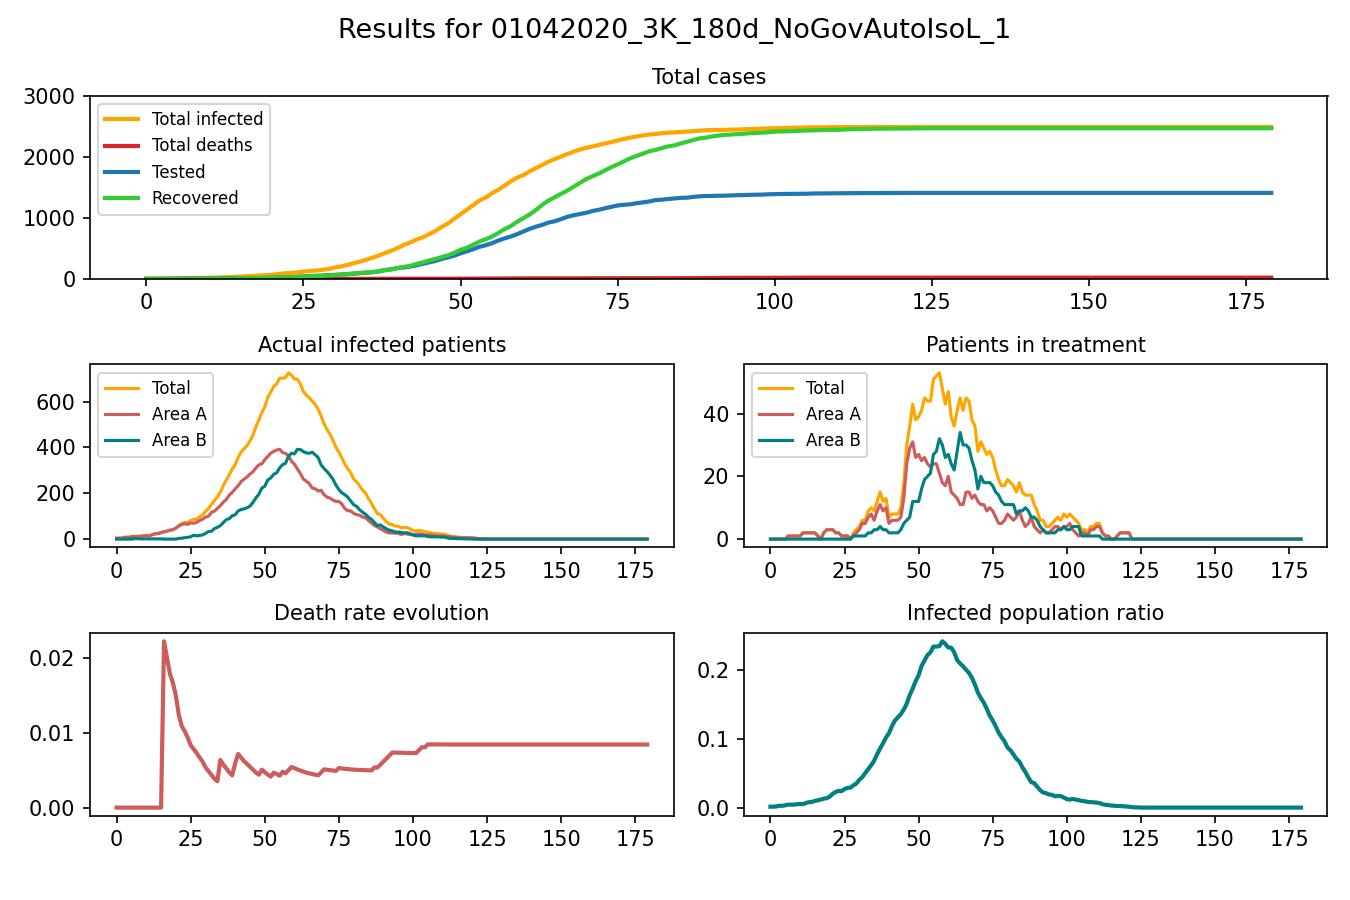 Results for 01042020_3K_180d_NoGovAutoIsoL_1
Total cases
3000
2000
1000
0
Total infected
Total deaths
Tested
Recovered
0 25 50 75 100 125 150 175
Actual infected patients
600
400
200
0
Total
Area A
Area B
0 25 50 75 100 125 150 175
Patients in treatment
40
20
0
Total
Area A
Area B
0 25 50 75 100 125 150 175
Death rate evolution
0.02
0.01
0.00
0 25 50 75 100 125 150 175
Infected population ratio
0.2
0.1
0.0
0 25 50 75 100 125 150 175